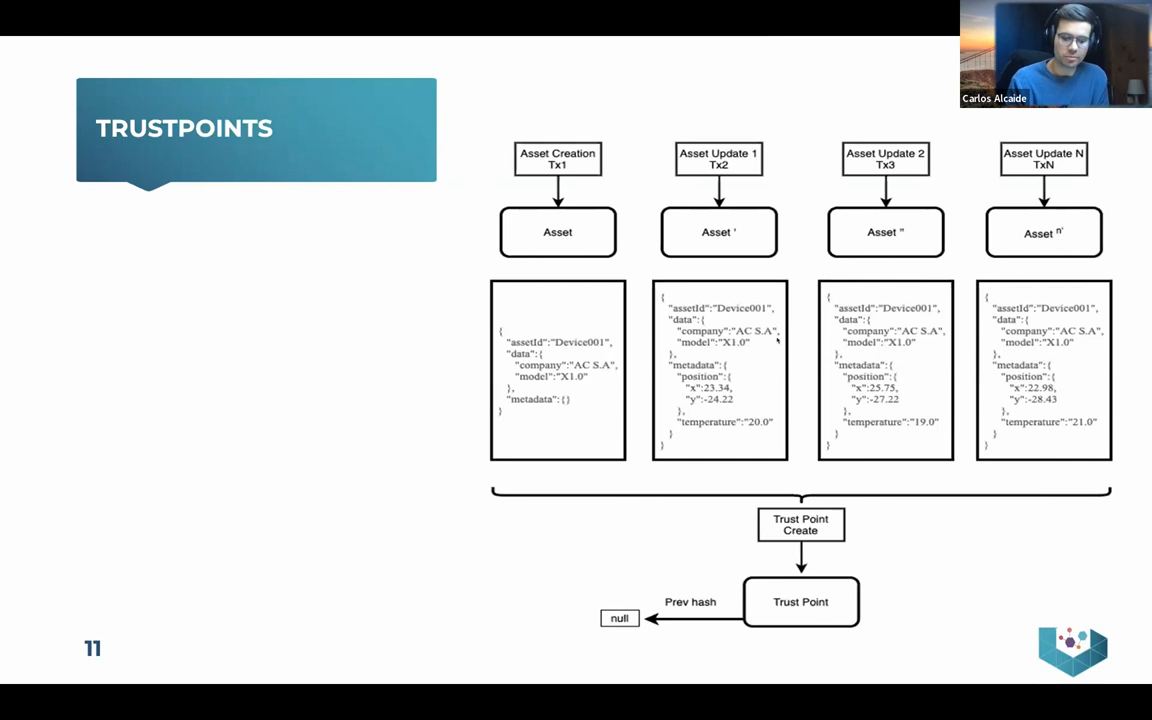 Carlos Alcaide
TRUSTPOINTS
Asset Creation
Tx1
Asset Update 1
Tx2
Asset Update 2
Tx3
Asset Update N
TxN
Asset
Asset '
Asset "
Asset n'
{
"assetId":"Device001",
"data":{
"company":"AC S.A",
"model":"X1.0"
},
"metadata":{}
}
{
"assetId":"Device001",
"data":{
"company":"AC S.A",
"model":"X1.0"
},
"metadata":{
"position":{
"x":23.34,
"y":-24.22
},
"temperature":"20.0"
}
}
{
"assetId":"Device001",
"data":{
"company":"AC S.A",
"model":"X1.0"
},
"metadata":{
"position":{
"x":25.75,
"y":-27.22
},
"temperature":"19.0"
}
}
{
"assetId":"Device001",
"data":{
"company":"AC S.A",
"model":"X1.0"
},
"metadata":{
"position":{
"x":22.98,
"y":-28.43
},
"temperature":"21.0"
}
}
Trust Point
Create
Trust Point
Prev hash
null
11